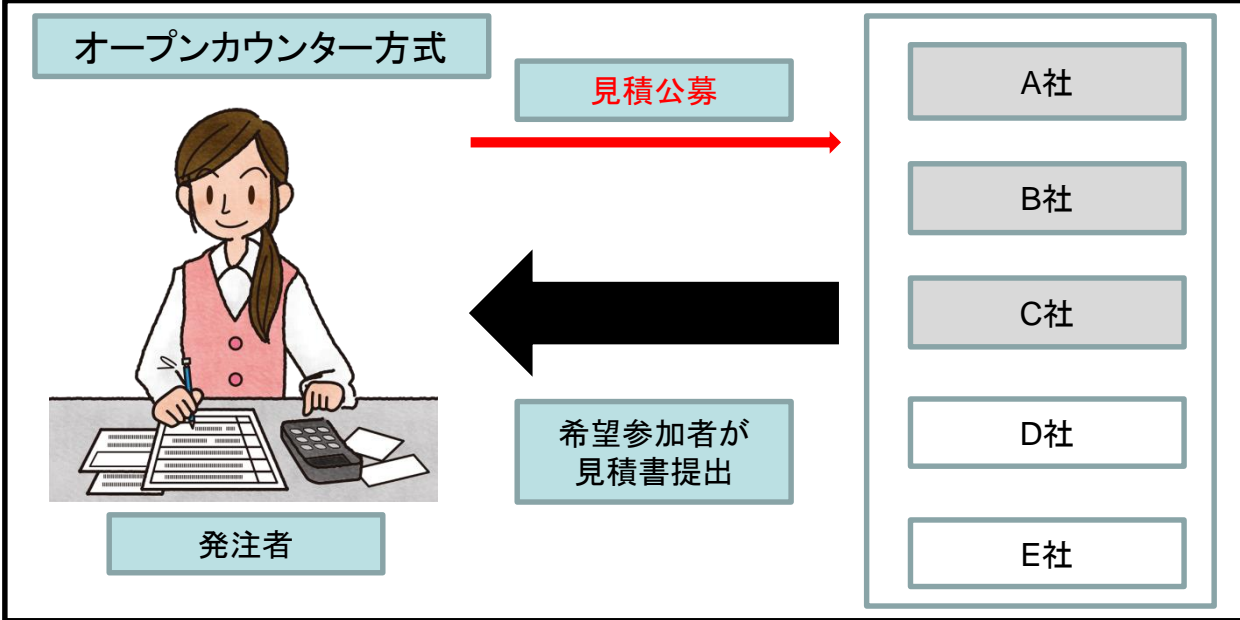 オープンカウンター方式
見積公募
A社
B社
C社
D社
E社
希望参加者が
見積書提出
発注者